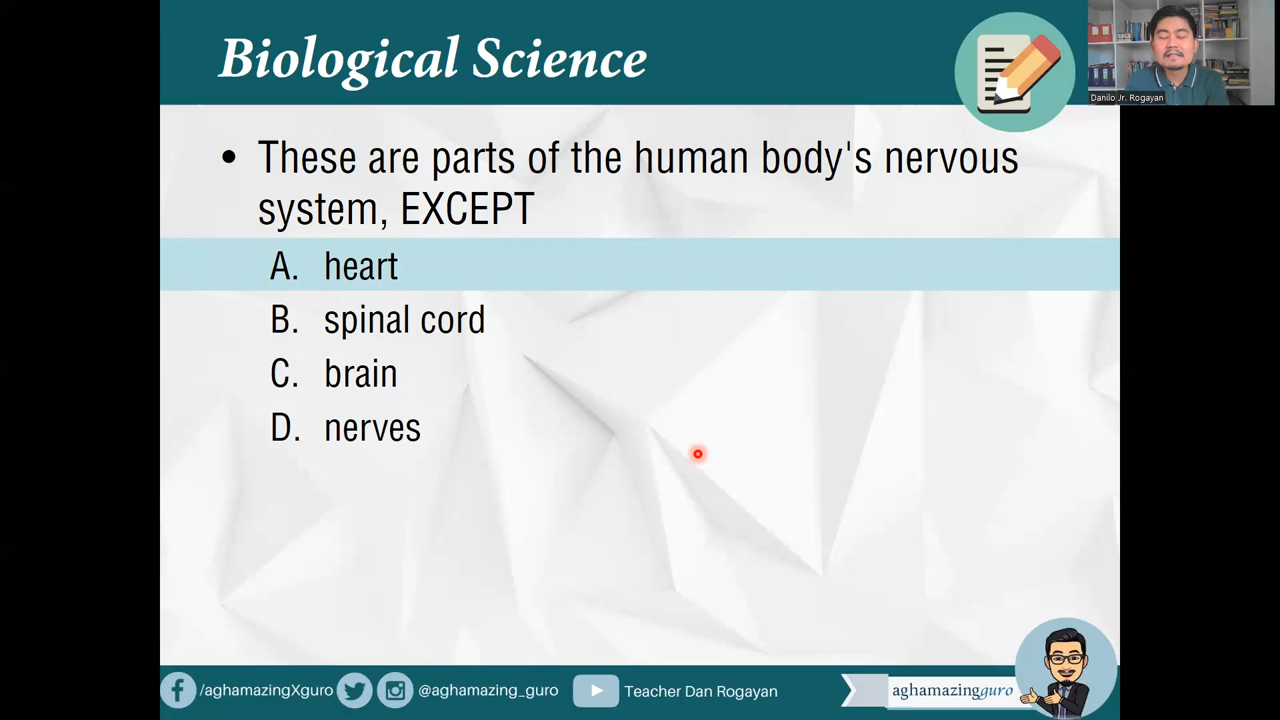 Biological Science
Danilo Jr. Rogayan
• These are parts of the human body's nervous
system, EXCEPT
A. heart
B. spinal cord
C. brain
D. nerves
/aghamazingXguro
@aghamazing_guro
Teacher Dan Rogayan
aghamazingguro